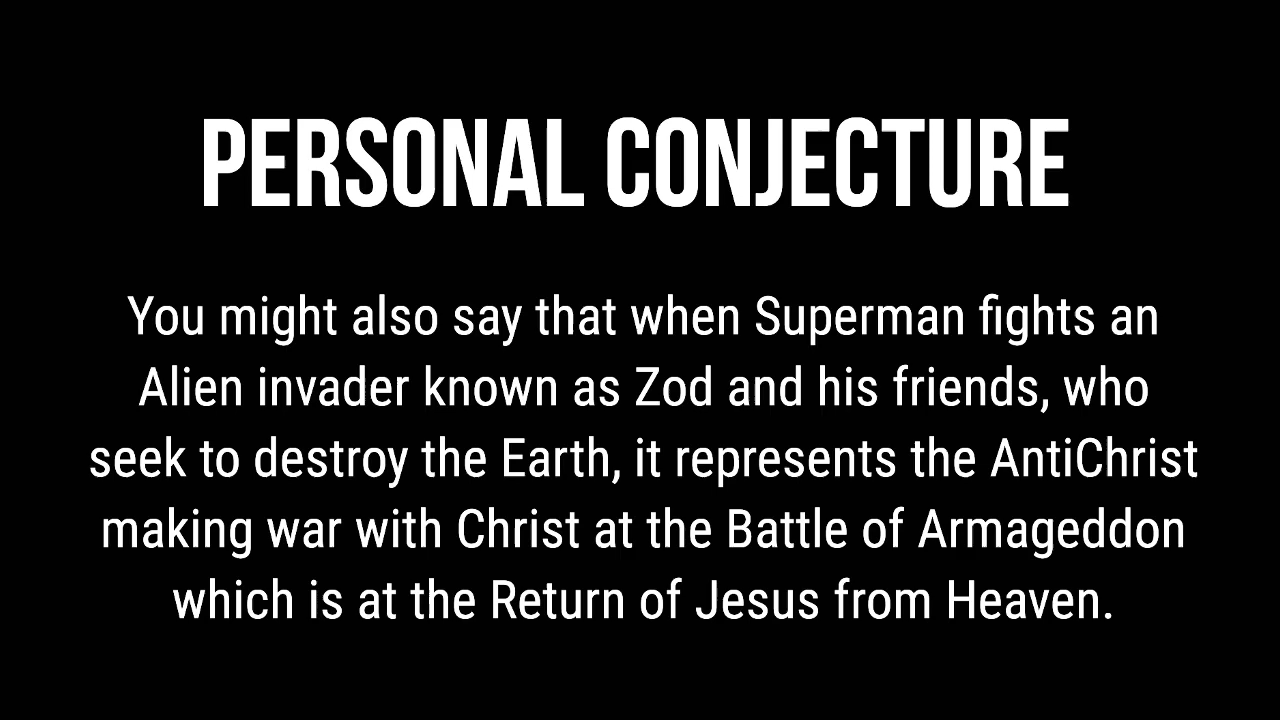 PERSONAL CONJECTURE
You might also say that when Superman fights an
Alien invader known as Zod and his friends, who
seek to destroy the Earth, it represents the AntiChrist
making war with Christ at the Battle of Armageddon
which is at the Return of Jesus from Heaven.